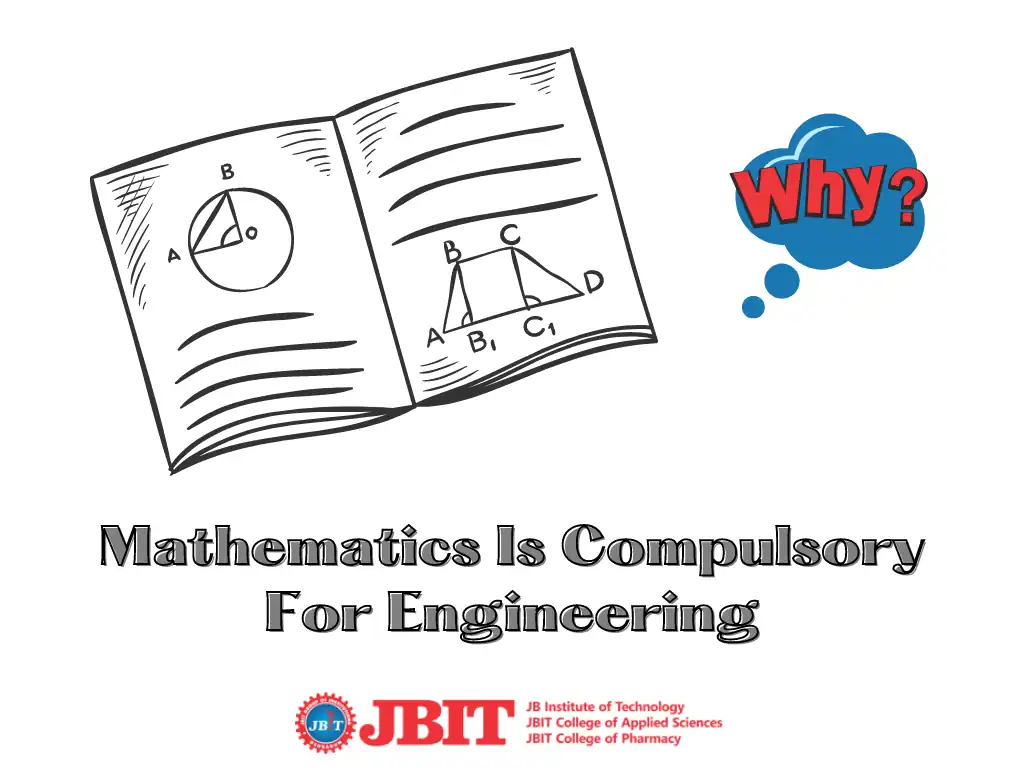 B
A
O
B
C
D
A
B₁
C₁
Why?
Mathematics Is Compulsory
For Engineering
JBIT
JBIT
JB Institute of Technology
JBIT College of Applied Sciences
JBIT College of Pharmacy